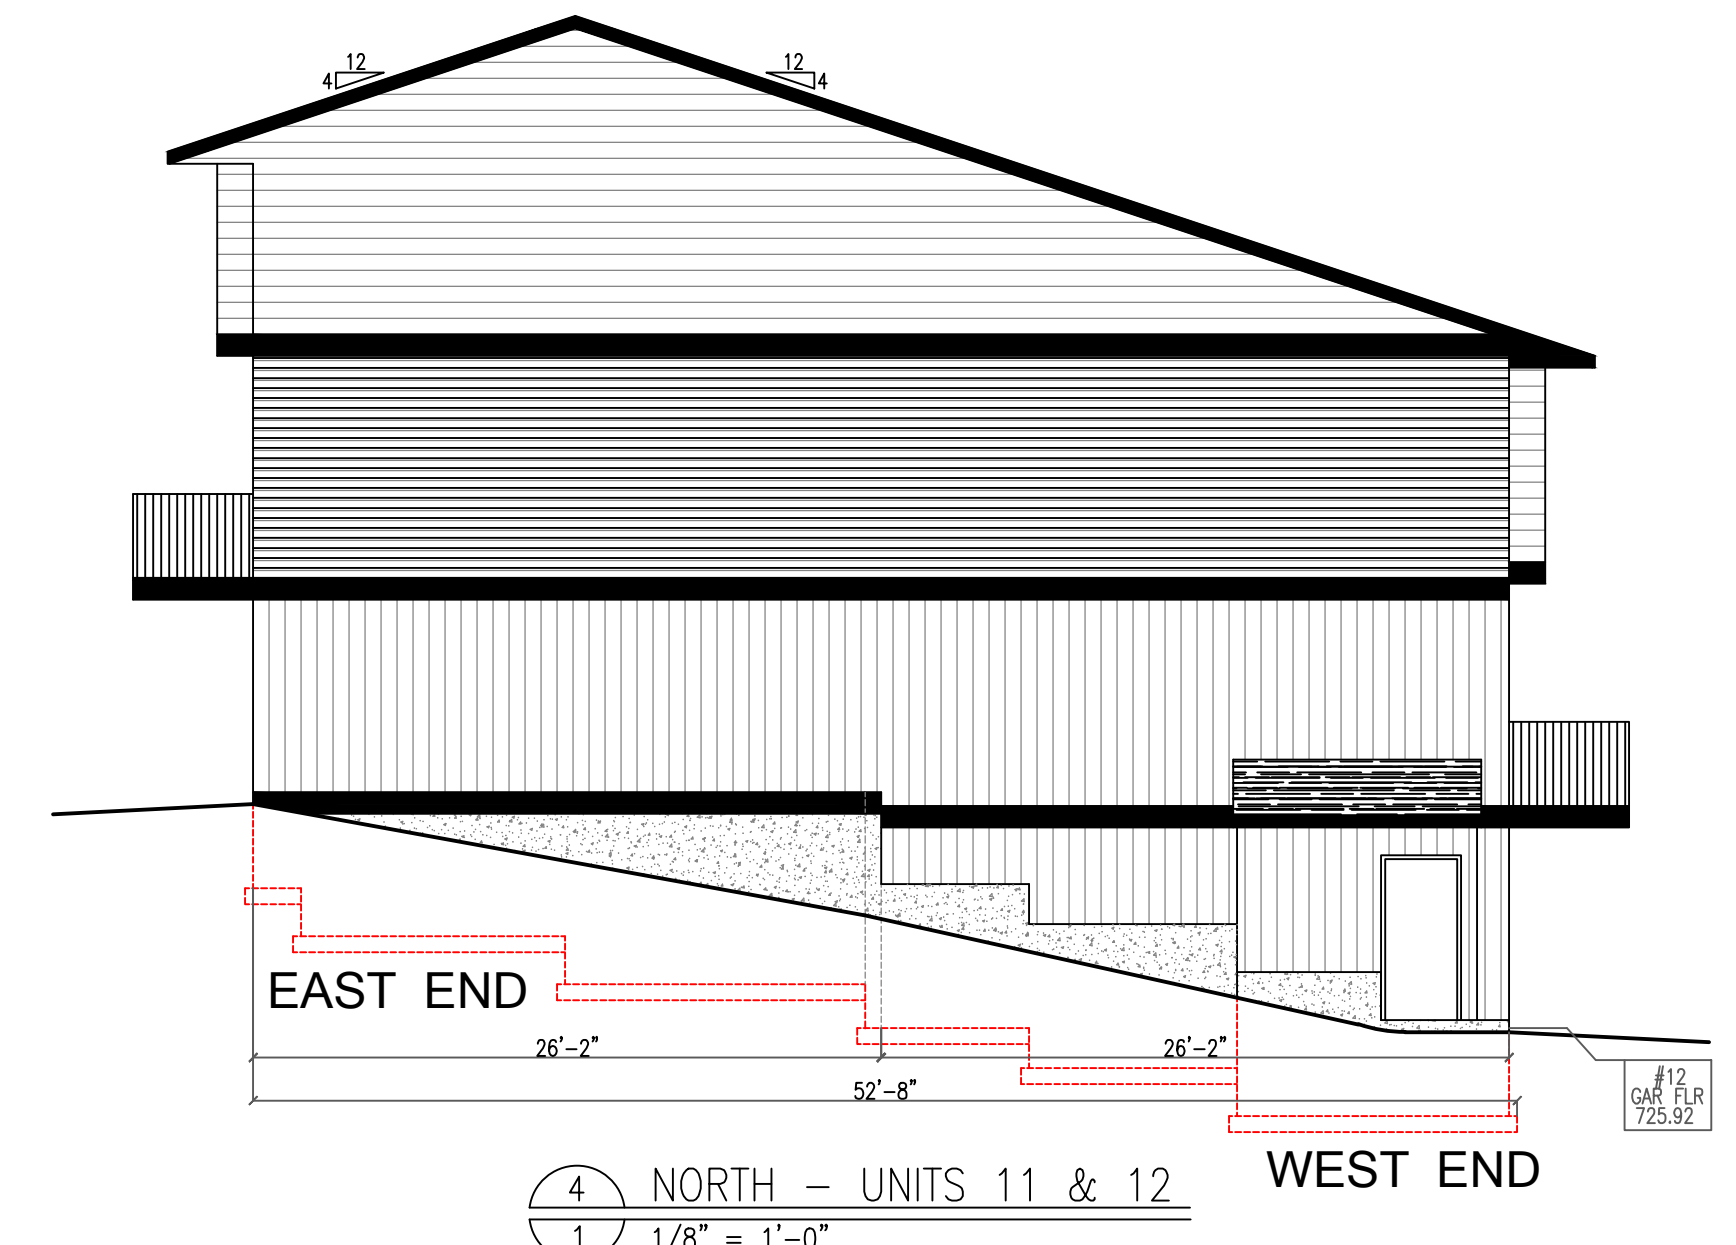 12
4
12
4
EAST END
26'-2"
26'-2"
52'-8"
#12
GAR FLR
725.92
WEST END
4
NORTH - UNITS 11 & 12
1
1/8" = 1'-0"